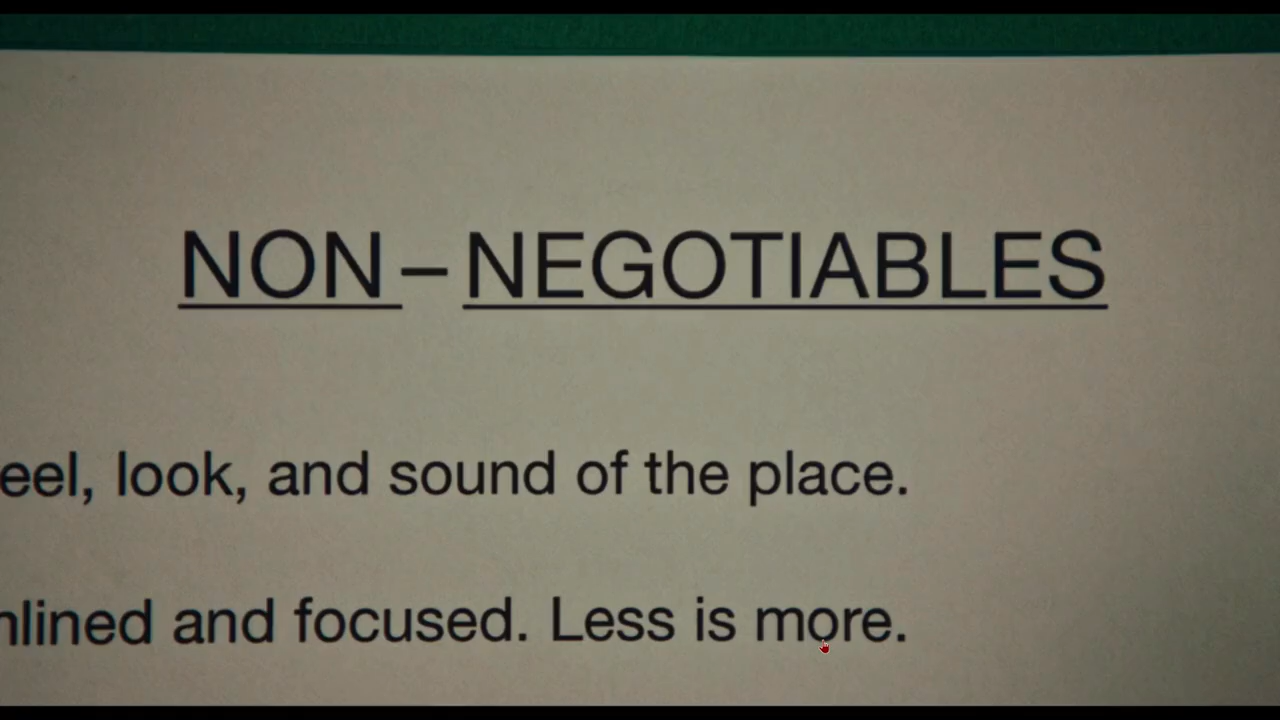 NON–NEGOTIABLES
eel, look, and sound of the place.
nlined and focused. Less is more.